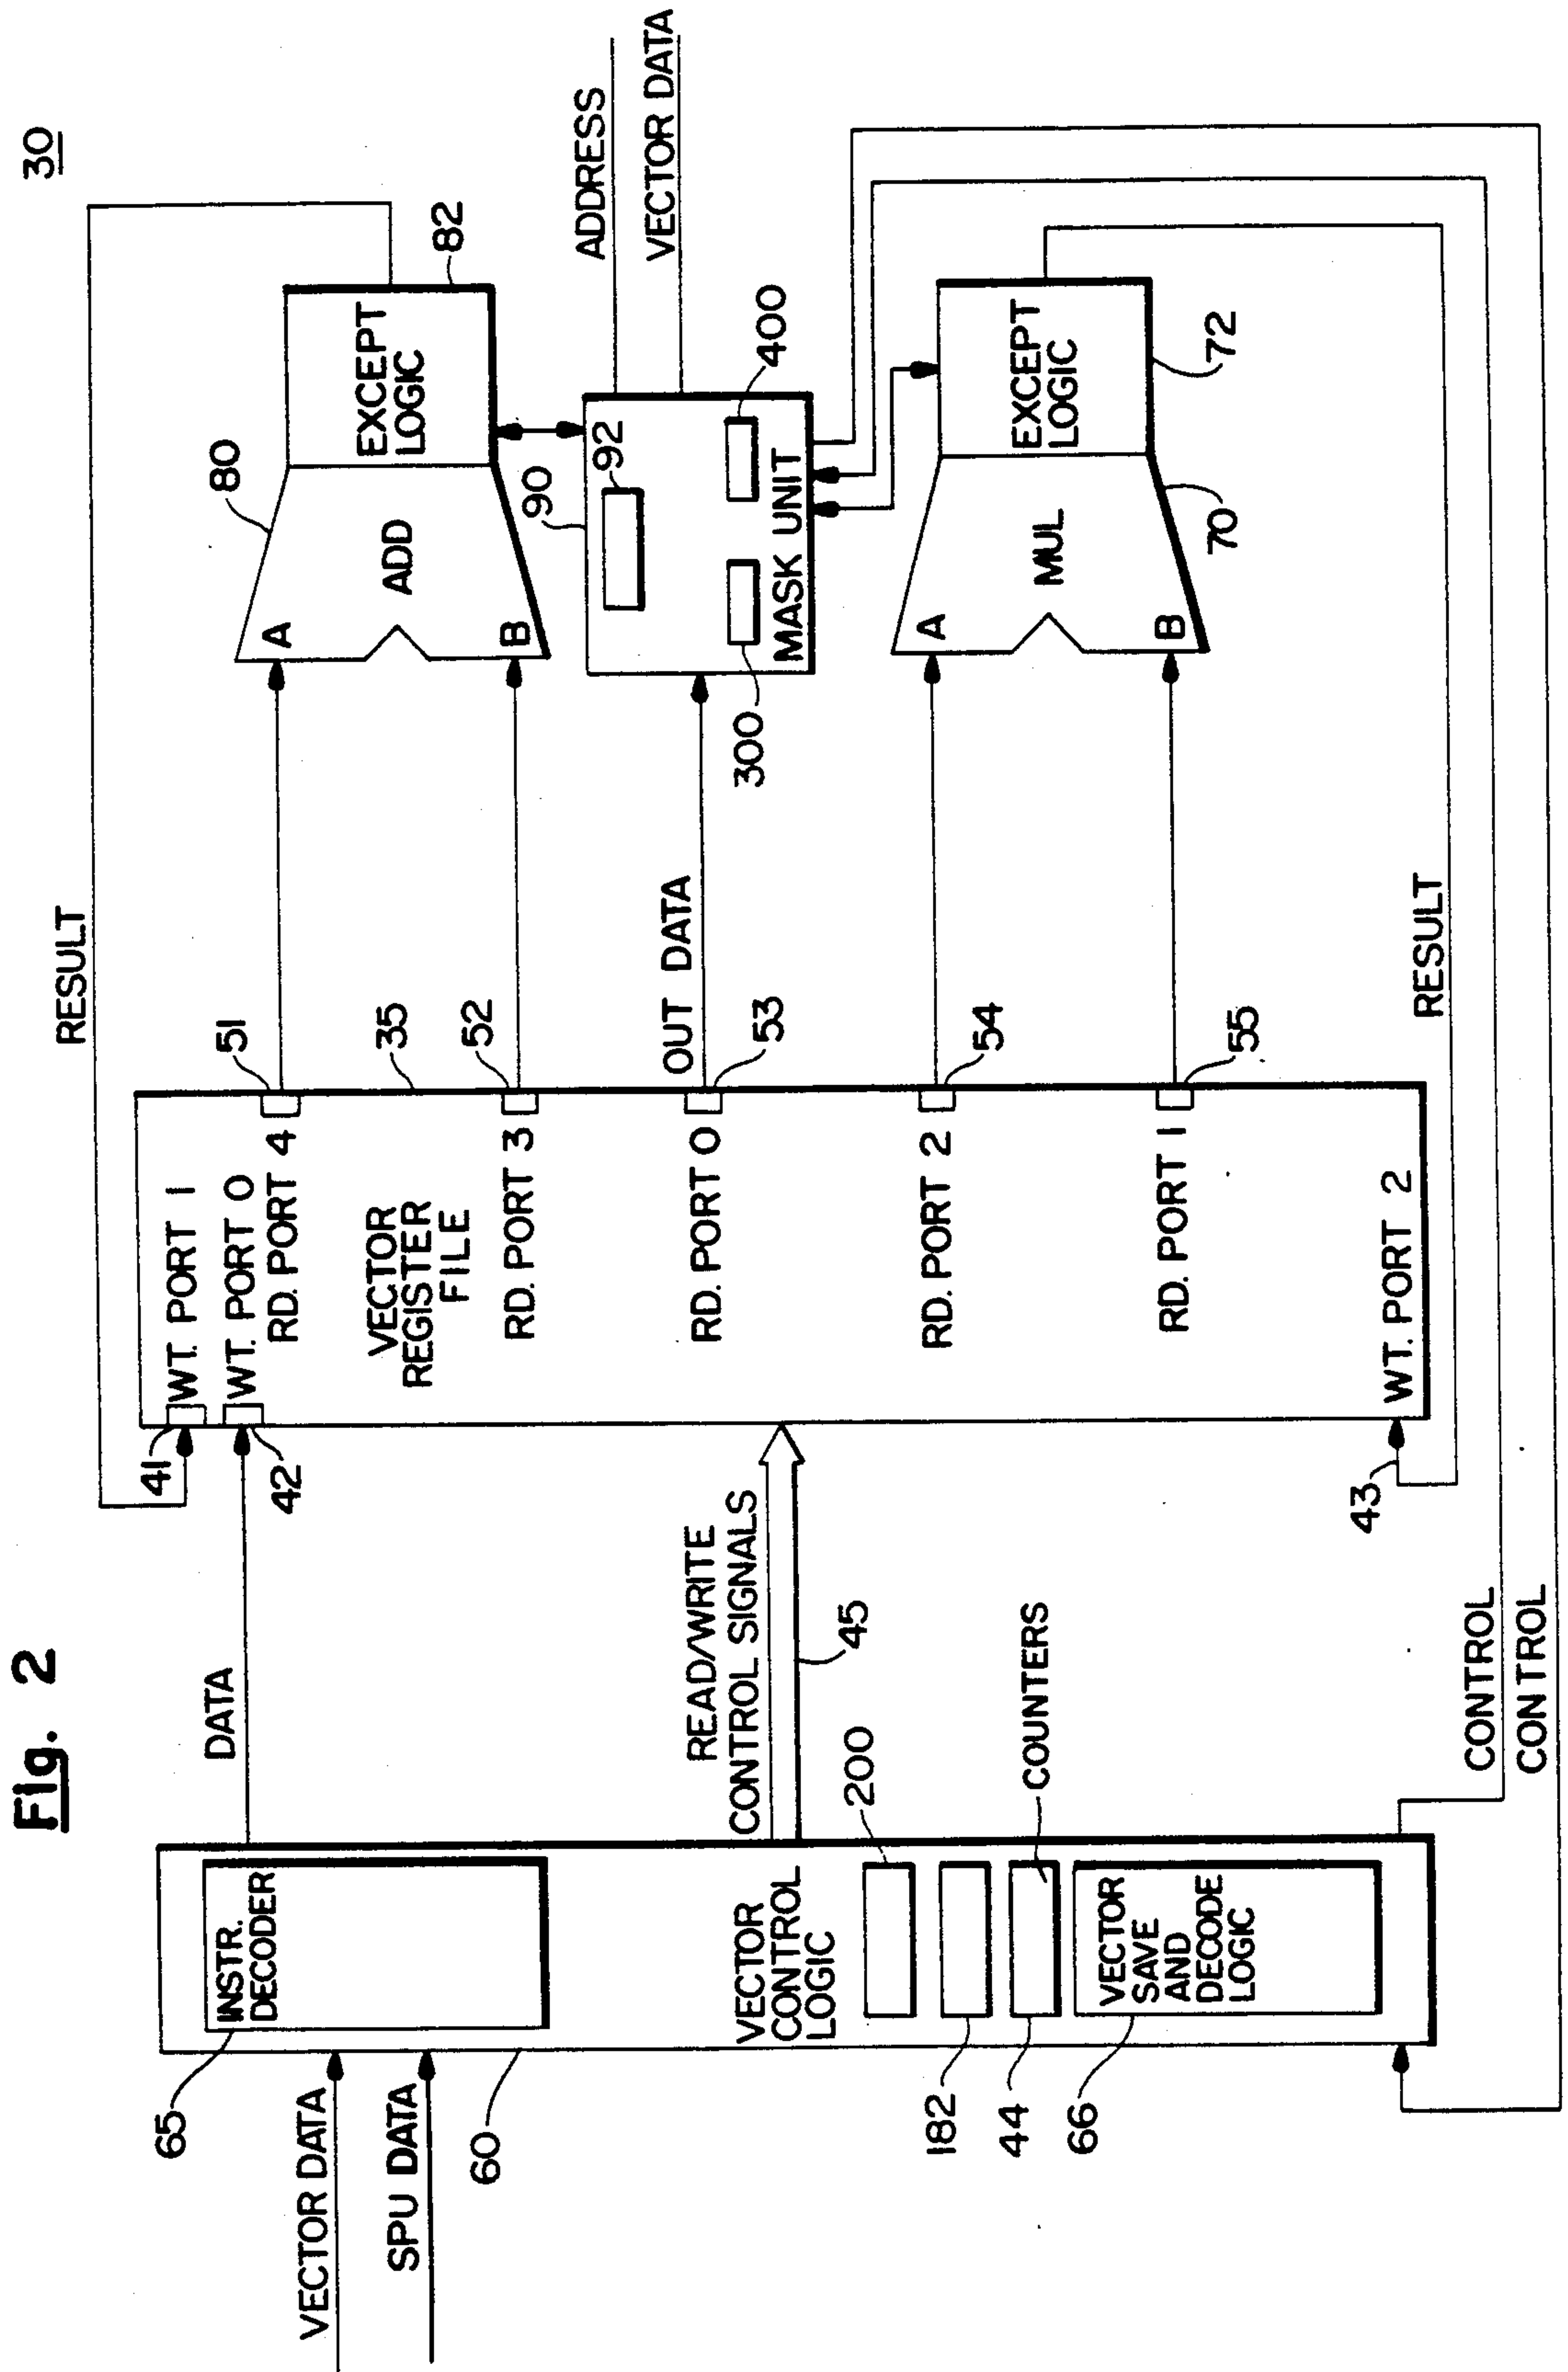 Fig. 2
30
VECTOR DATA
SPU DATA
65
60
INSTR.
DECODER
VECTOR
CONTROL
LOGIC
200
182
44
COUNTERS
66
VECTOR
SAVE
AND
DECODE
LOGIC
DATA
READ/WRITE
CONTROL SIGNALS
45
CONTROL
CONTROL
RESULT
41
42
43
WT. PORT 1
WT. PORT 0
RD. PORT 4
VECTOR
REGISTER
FILE
RD. PORT 3
RD. PORT 0
RD. PORT 2
RD. PORT 1
WT. PORT 2
51
35
52
OUT DATA
53
54
55
RESULT
80
A
ADD
B
EXCEPT
LOGIC
82
90
92
300
400
MASK UNIT
ADDRESS
VECTOR DATA
A
MUL
B
70
EXCEPT
LOGIC
72